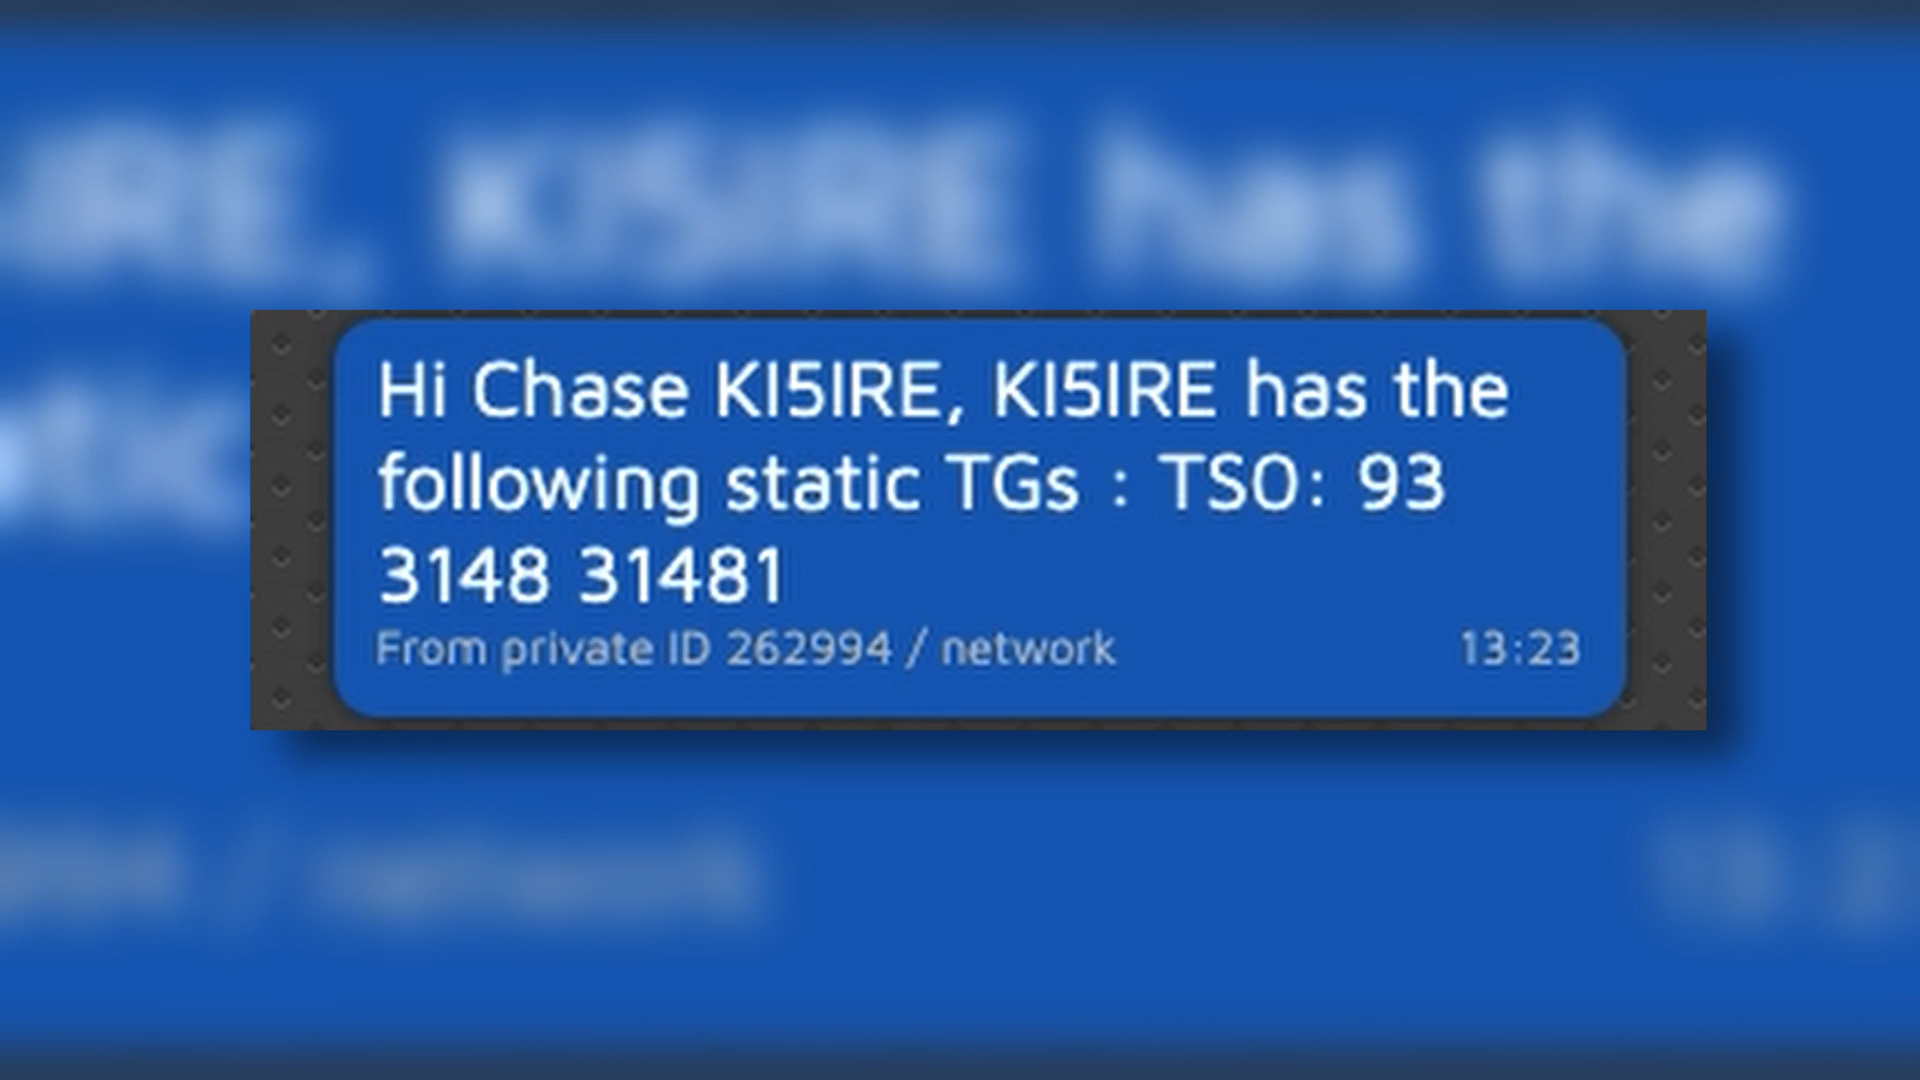 Hi Chase KI5IRE, KI5IRE has the
following static TGs : TS0: 93
3148 31481
From private ID 262994 / network 13:23